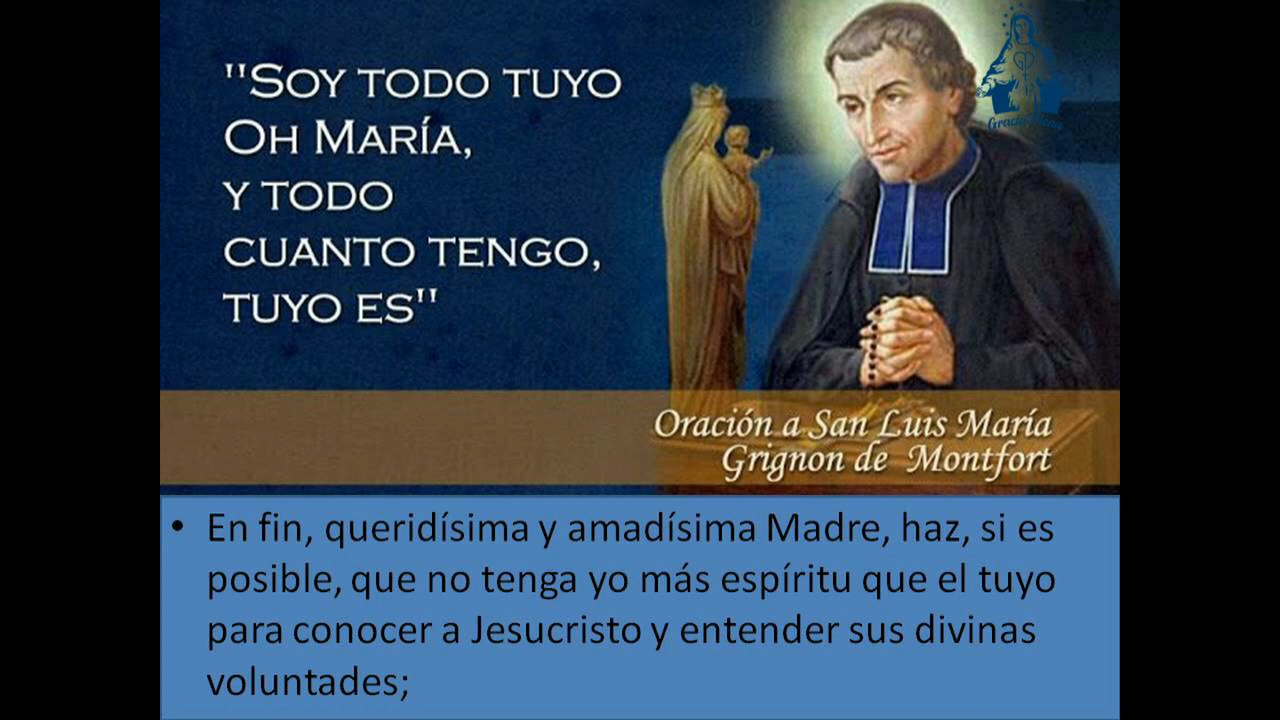 "SOY TODO TUYO
OH MARÍA,
Y TODO
CUANTO TENGO,
TUYO ES"
Oración a San Luis María
Grignon de Montfort
• En fin, queridísima y amadísima Madre, haz, si es
posible, que no tenga yo más espíritu que el tuyo
para conocer a Jesucristo y entender sus divinas
voluntades;